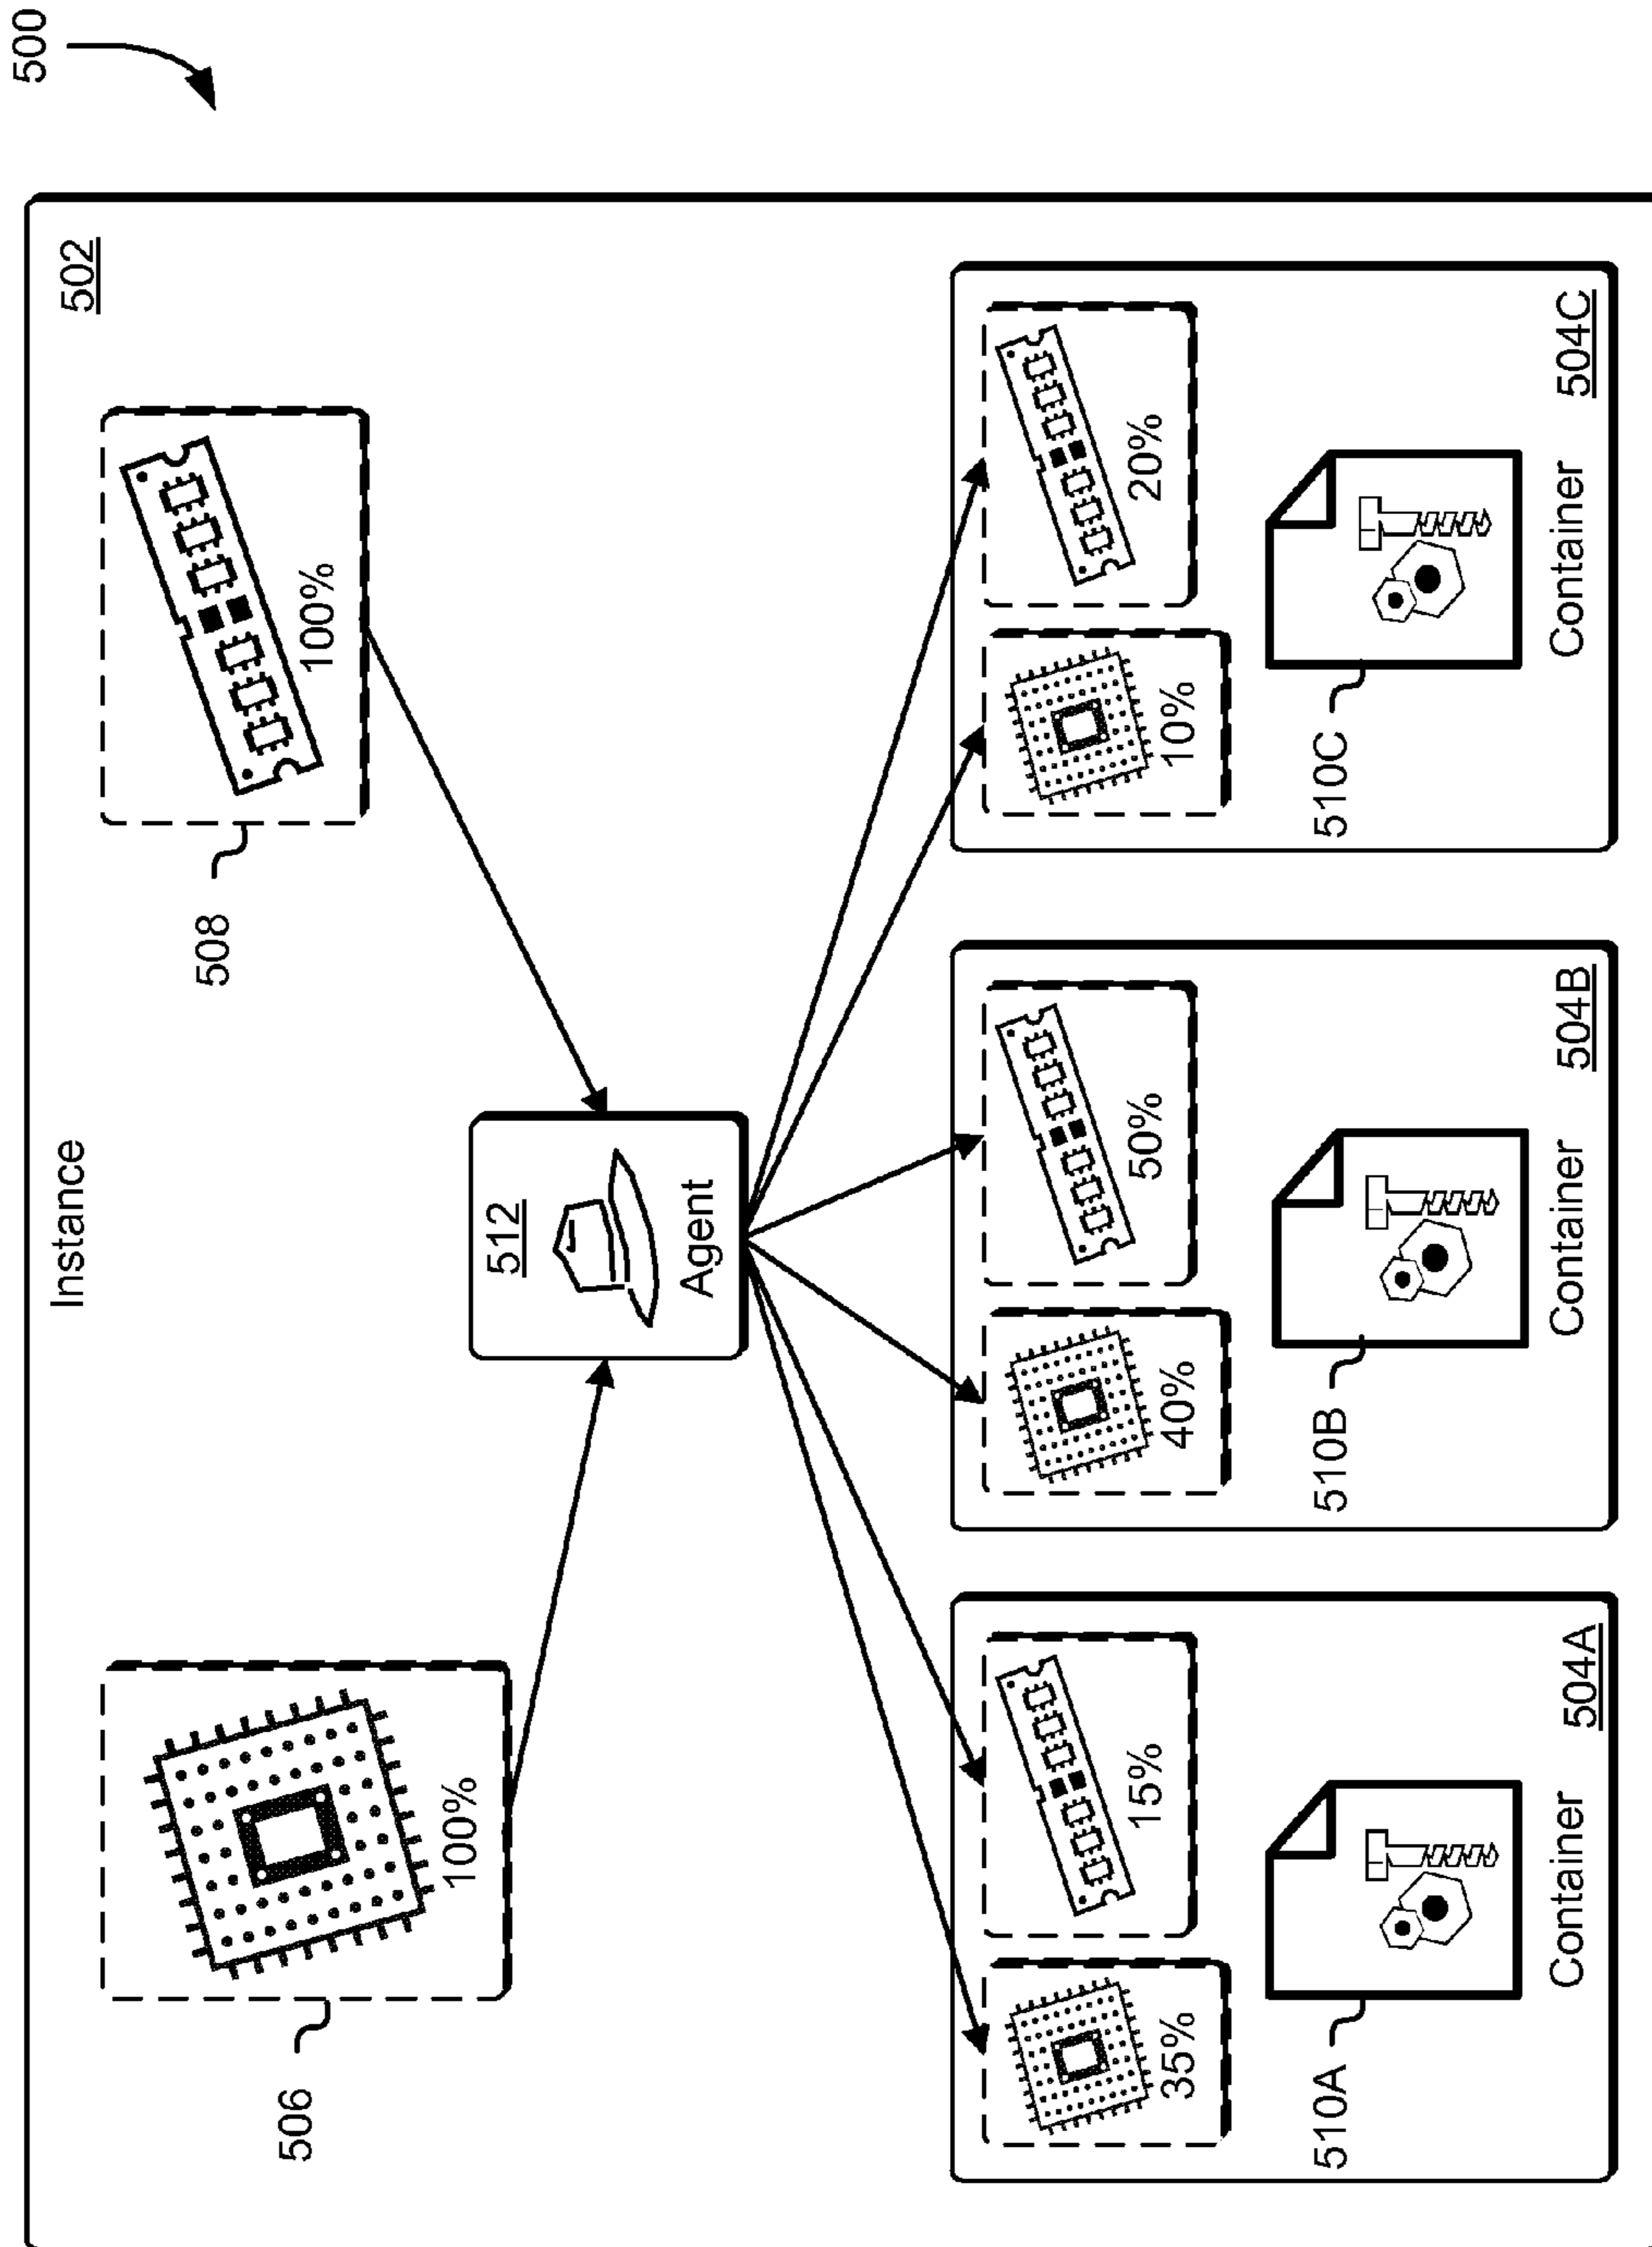 500
Instance
502
506
100%
508
100%
512
Agent
35%
15%
510A
Container
504A
40%
50%
510B
Container
504B
10%
20%
510C
Container
504C